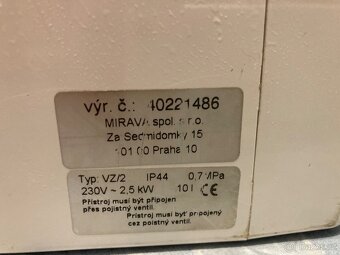 výr. č.: 40221486
MIRAVA spol. s r.o.
Za Sedmidomky 15
101 00 Praha 10
Typ: VZ/2 IP44 0,7 MPa
230V ~ 2,5 kW 10 l CE
Přístroj musí být připojen
přes pojistný ventil.
Prístroj musí byť pripojený
cez poistný ventil.